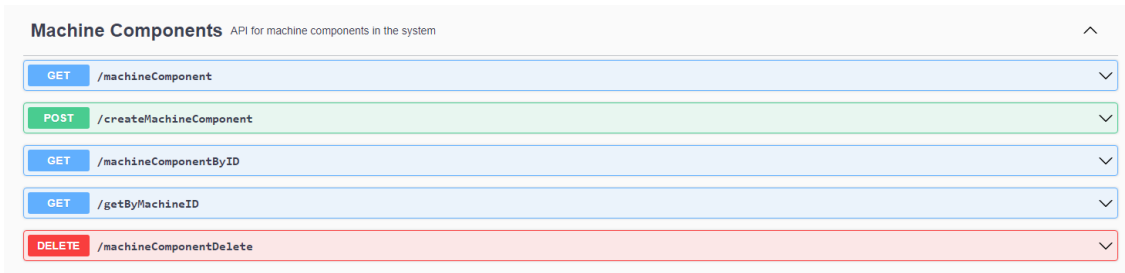 Machine Components API for machine components in the system
GET /machineComponent
POST /createMachineComponent
GET /machineComponentByID
GET /getByMachineID
DELETE /machineComponentDelete